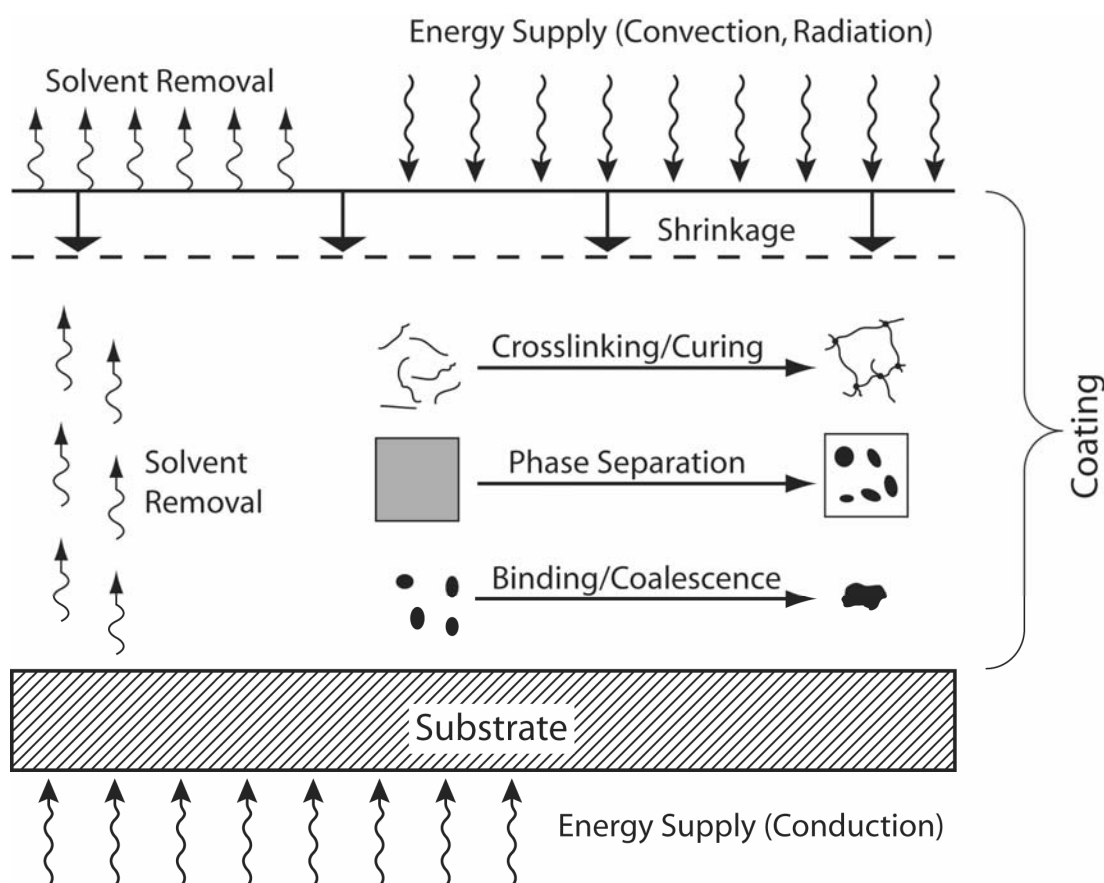 Energy Supply (Convection, Radiation)
Solvent Removal
Shrinkage
Crosslinking/Curing
Solvent
Removal
Phase Separation
Binding/Coalescence
Coating
Substrate
Energy Supply (Conduction)